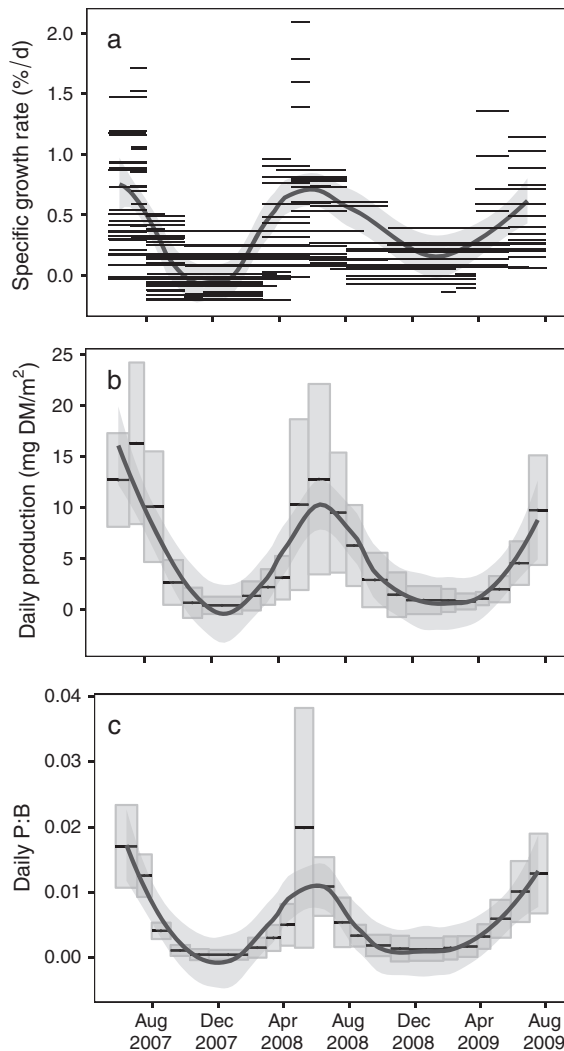 a
Specific growth rate (%/d)
2.0
1.5
1.0
0.5
0.0
b
Daily production (mg DM/m²)
25
20
15
10
5
0
c
Daily P:B
0.04
0.03
0.02
0.01
0.00
Aug Dec Apr Aug Dec Apr Aug
2007 2007 2008 2008 2008 2009 2009